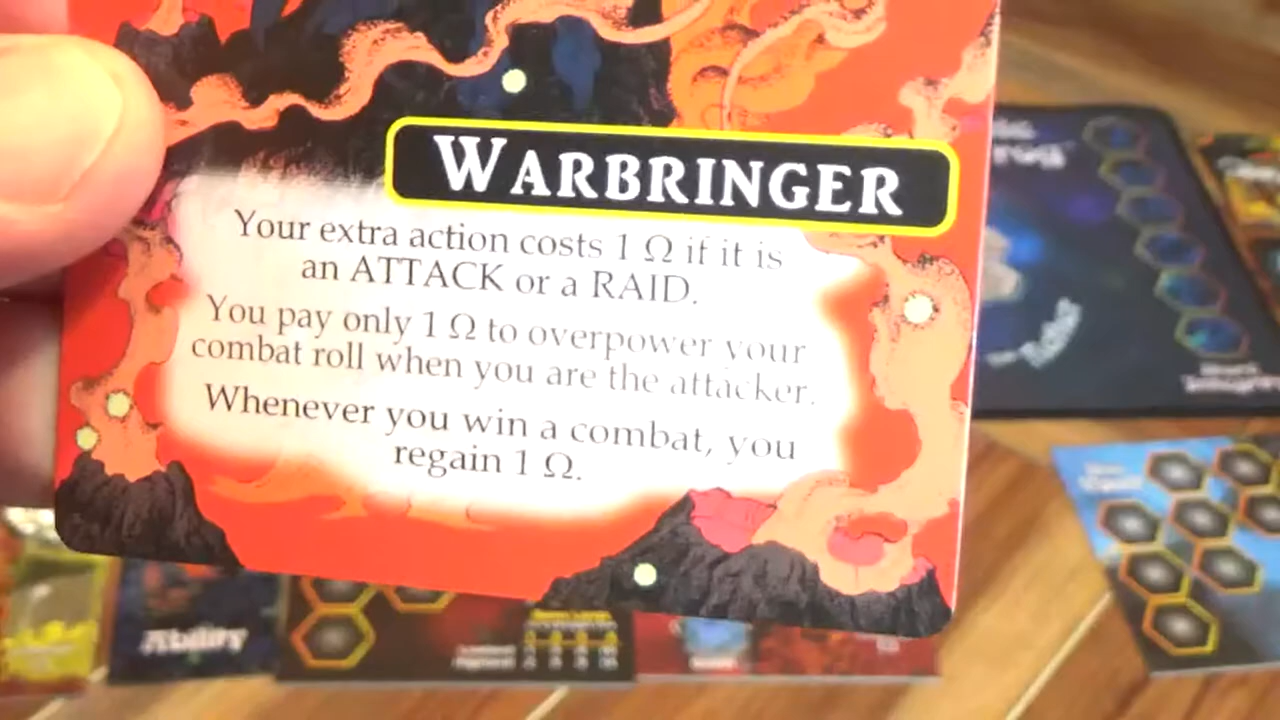 WARBRINGER
Your extra action costs 1 Ω if it is
an ATTACK or a RAID.
You pay only 1 Ω to overpower your
combat roll when you are the attacker.
Whenever you win a combat, you
regain 1 Ω.
Ability